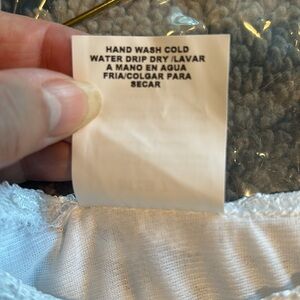 HAND WASH COLD
WATER DRIP DRY /LAVAR
A MANO EN AGUA
FRIA/COLGAR PARA
SECAR